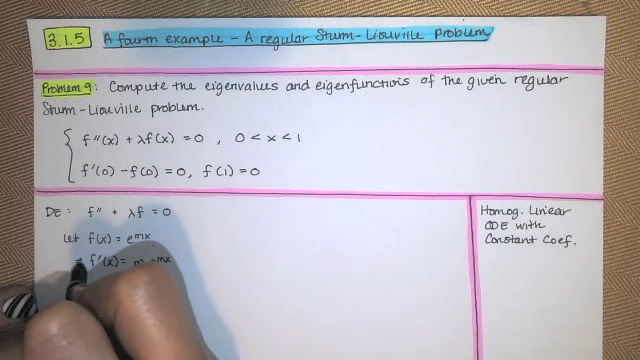 3.1.5 A fourth example - A regular Sturm-Liouville Problem
Problem 9: Compute the eigenvalues and eigenfunctions of the given regular
Sturm-Liouville problem.
f''(x) + λf(x) = 0 , 0 < x < 1
f'(0) - f(0) = 0, f(1) = 0
DE: f'' + λf = 0
Let f(x) = e^mx
f'(x) = m e^mx
Homog. Linear
ODE with
Constant Coef.